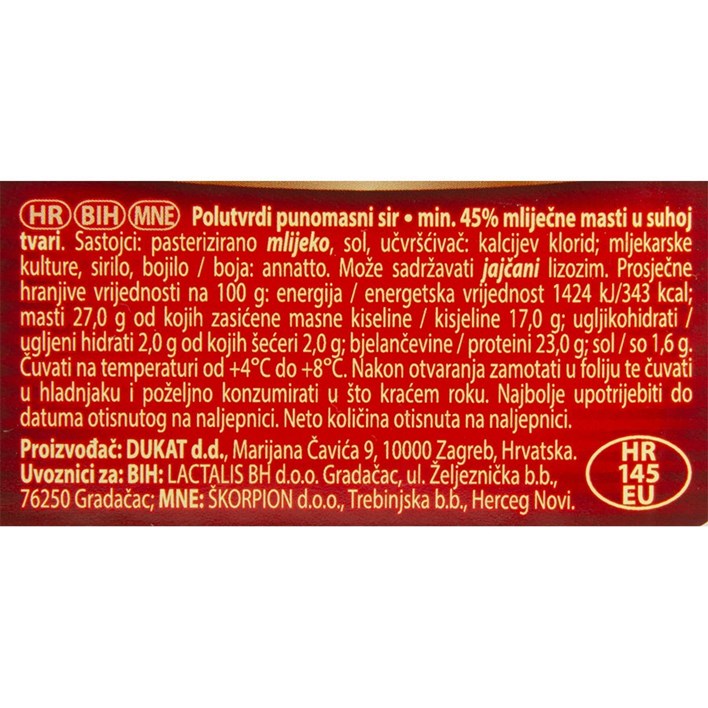 HR BIH MNE Polutvrdi punomasni sir • min. 45% mliječne masti u suhoj
tvari. Sastojci: pasterizirano mlijeko, sol, učvršćivač: kalcijev klorid; mljekarske
kulture, sirilo, bojilo / boja: annatto. Može sadržavati jajčani lizozim. Prosječne
hranjive vrijednosti na 100 g: energija / energetska vrijednost 1424 kJ/343 kcal;
masti 27,0 g od kojih zasićene masne kiseline / kisjeline 17,0 g; ugljikohidrati /
ugljeni hidrati 2,0 g od kojih šećeri 2,0 g; bjelančevine / proteini 23,0 g; sol / so 1,6 g.
Čuvati na temperaturi od +4°C do +8°C. Nakon otvaranja zamotati u foliju te čuvati
u hladnjaku i poželjno konzumirati u što kraćem roku. Najbolje upotrijebiti do
datuma otisnutog na naljepnici. Neto količina otisnuta na naljepnici.
Proizvođač: DUKAT d.d., Marijana Čavića 9, 10000 Zagreb, Hrvatska.
Uvoznici za: BIH: LACTALIS BH d.o.o. Gradačac, ul. Željeznička b.b.,
76250 Gradačac; MNE: ŠKORPION d.o.o., Trebinjska b.b., Herceg Novi.
HR
145
EU